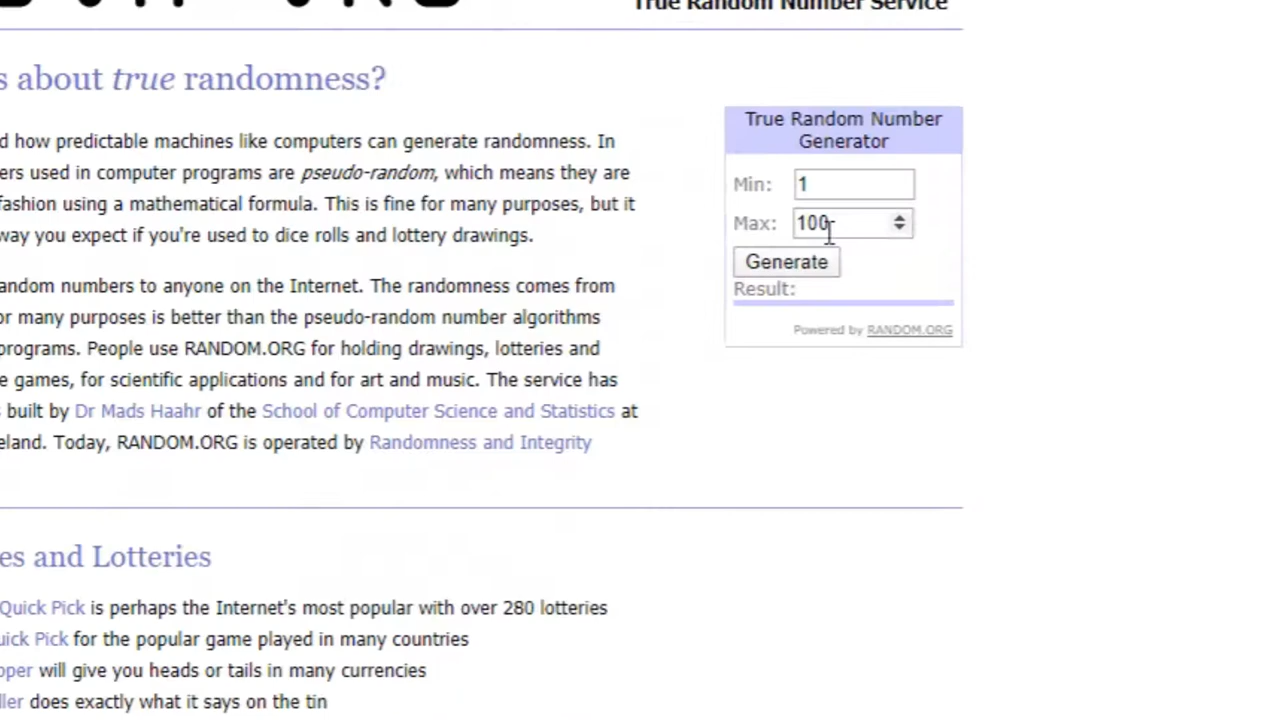 True Random Number Service
s about true randomness?
d how predictable machines like computers can generate randomness. In
ers used in computer programs are pseudo-random, which means they are
fashion using a mathematical formula. This is fine for many purposes, but it
way you expect if you're used to dice rolls and lottery drawings.
andom numbers to anyone on the Internet. The randomness comes from
or many purposes is better than the pseudo-random number algorithms
programs. People use RANDOM.ORG for holding drawings, lotteries and
e games, for scientific applications and for art and music. The service has
s built by Dr Mads Haahr of the School of Computer Science and Statistics at
eland. Today, RANDOM.ORG is operated by Randomness and Integrity
True Random Number
Generator
Min: 1
Max: 100
Generate
Result:
Powered by RANDOM.ORG
es and Lotteries
Quick Pick is perhaps the Internet's most popular with over 280 lotteries
uick Pick for the popular game played in many countries
pper will give you heads or tails in many currencies
ller does exactly what it says on the tin